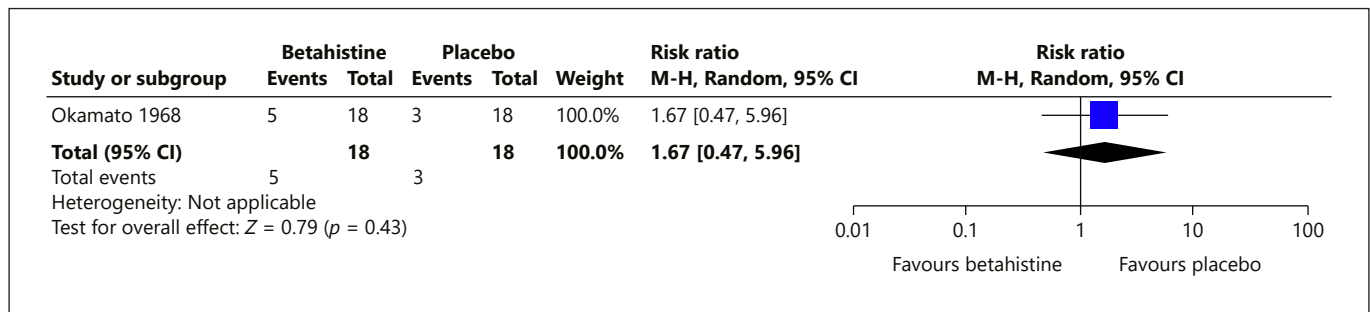 Betahistine Placebo Risk ratio Risk ratio
Study or subgroup Events Total Events Total Weight M-H, Random, 95% CI M-H, Random, 95% CI
Okamato 1968 5 18 3 18 100.0% 1.67 [0.47, 5.96]
Total (95% CI) 18 18 100.0% 1.67 [0.47, 5.96]
Total events 5 3
Heterogeneity: Not applicable
Test for overall effect: Z = 0.79 (p = 0.43)
0.01 0.1 1 10 100
Favours betahistine Favours placebo